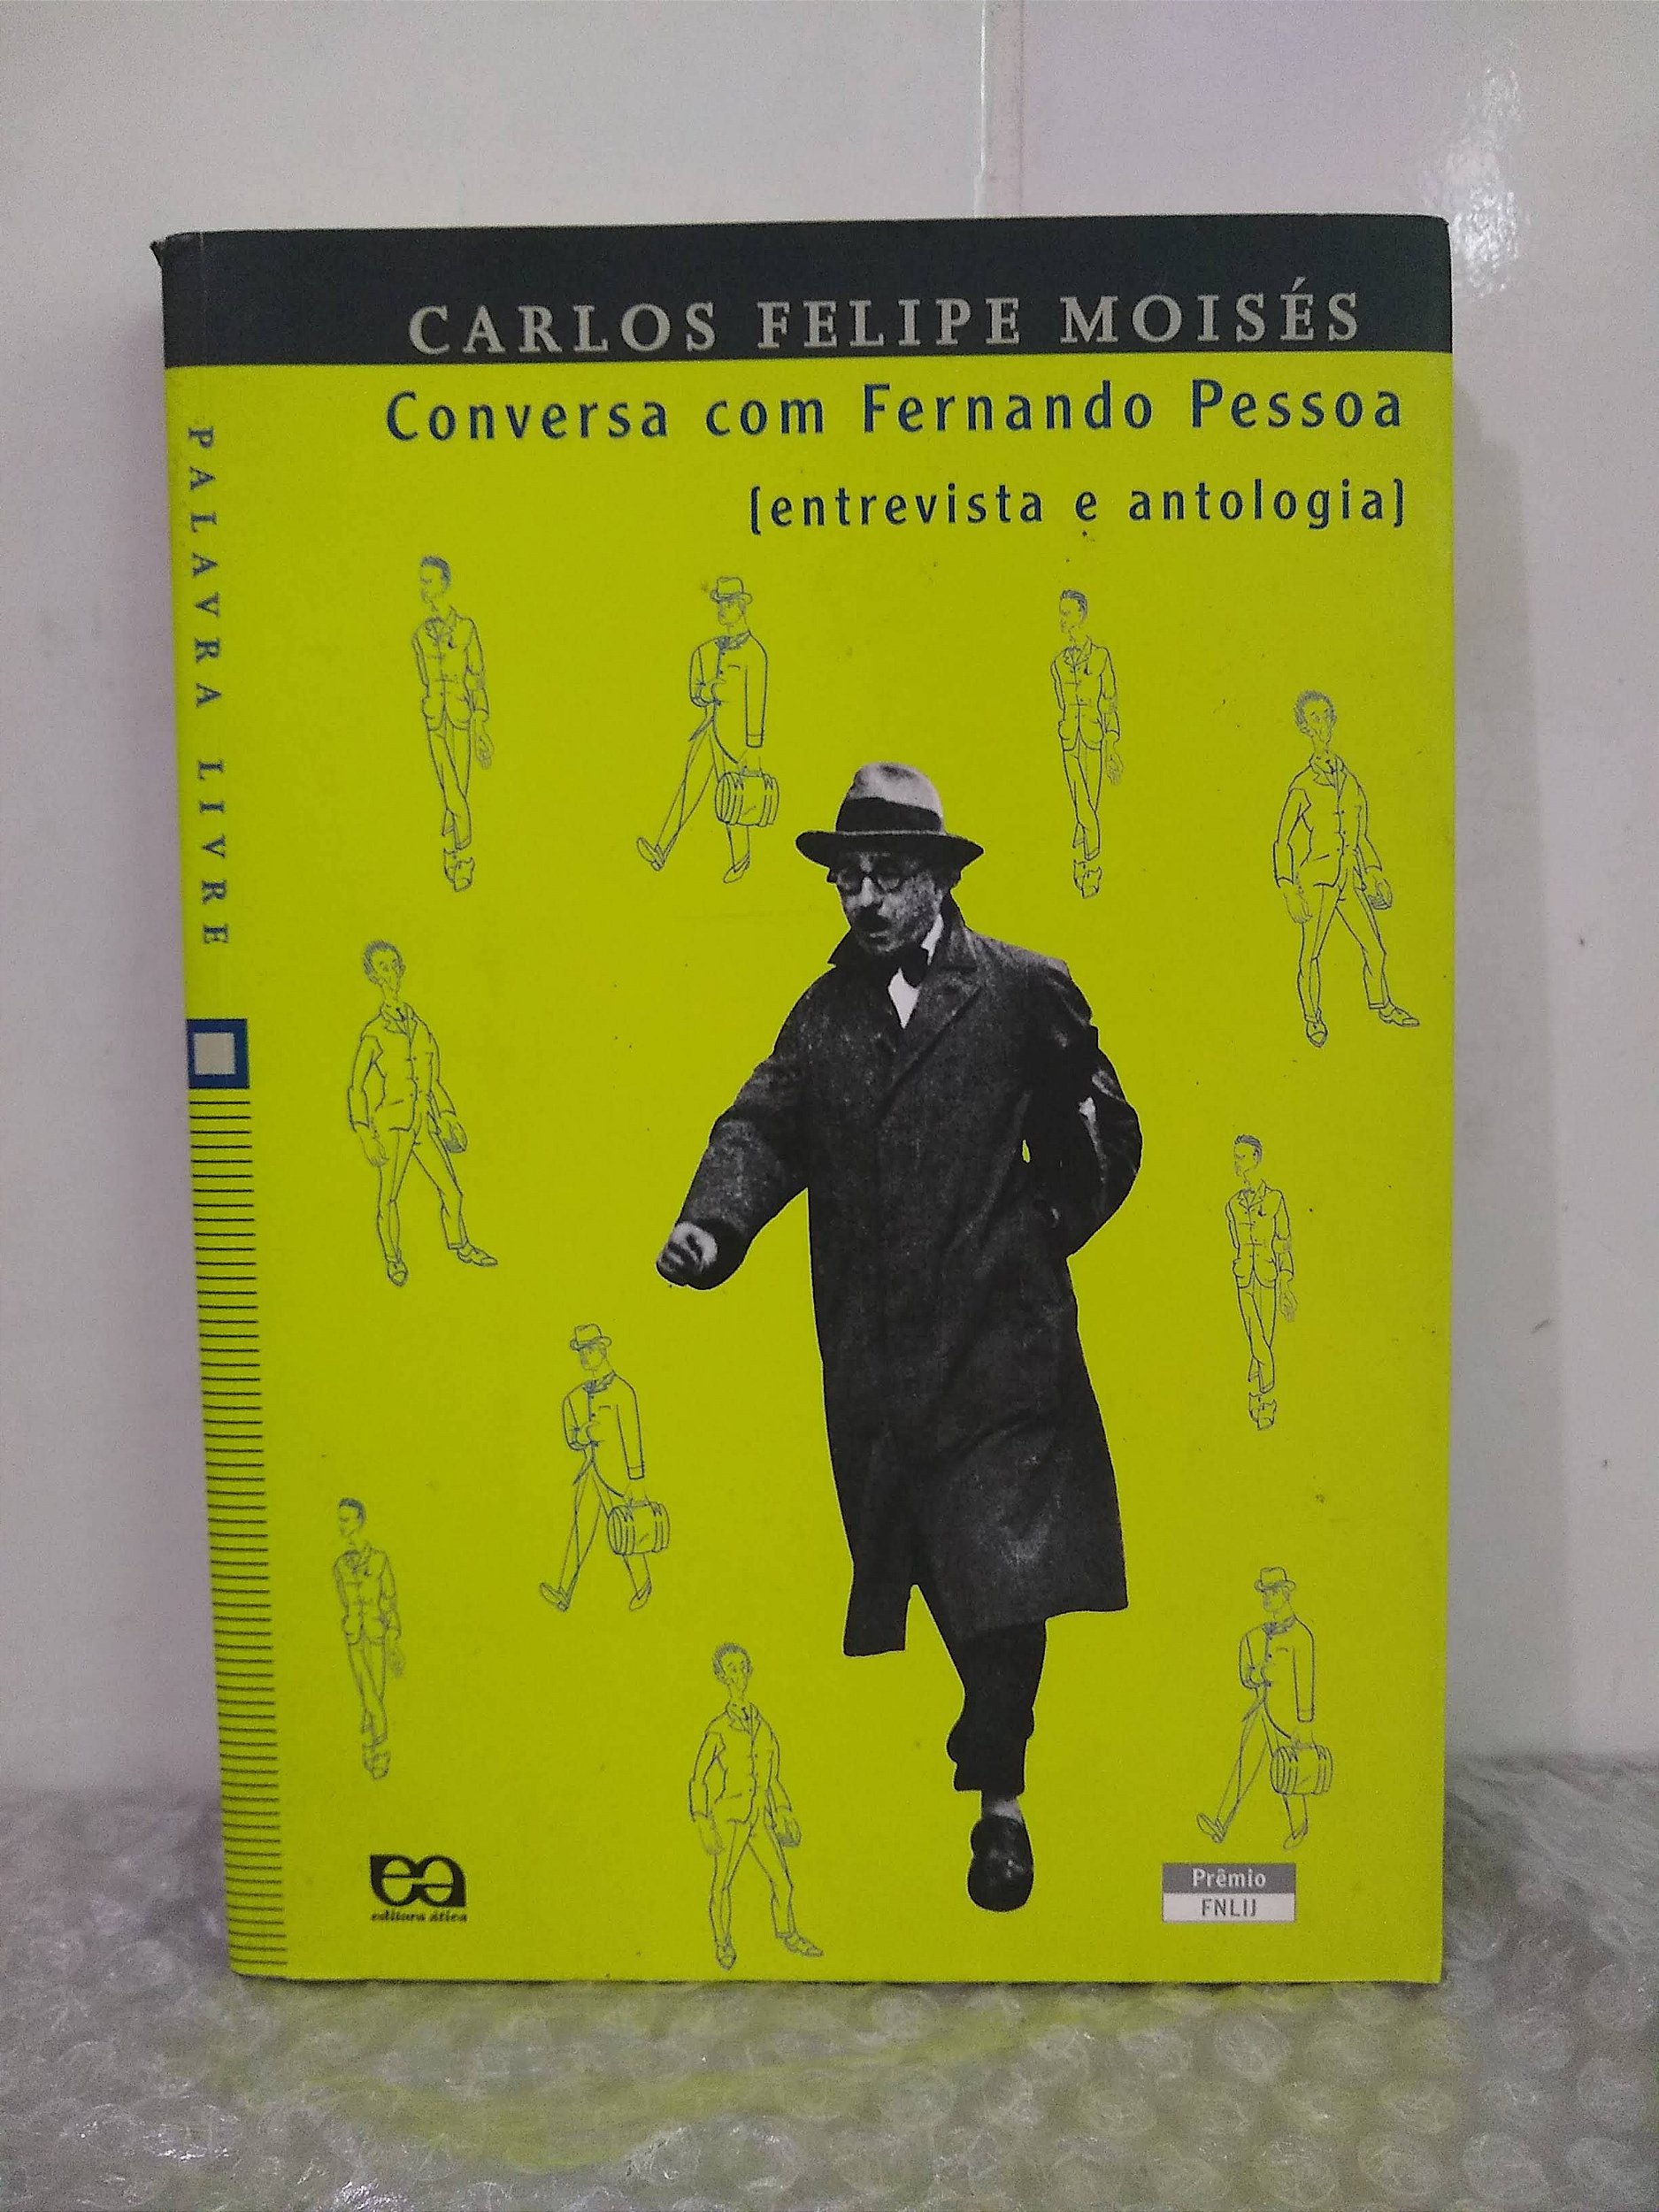 CARLOS FELIPE MOISÉS
Conversa com Fernando Pessoa
(entrevista e antologia)
PALAVRA LIVRE
ea
editora ática
Prêmio
FNLIJ